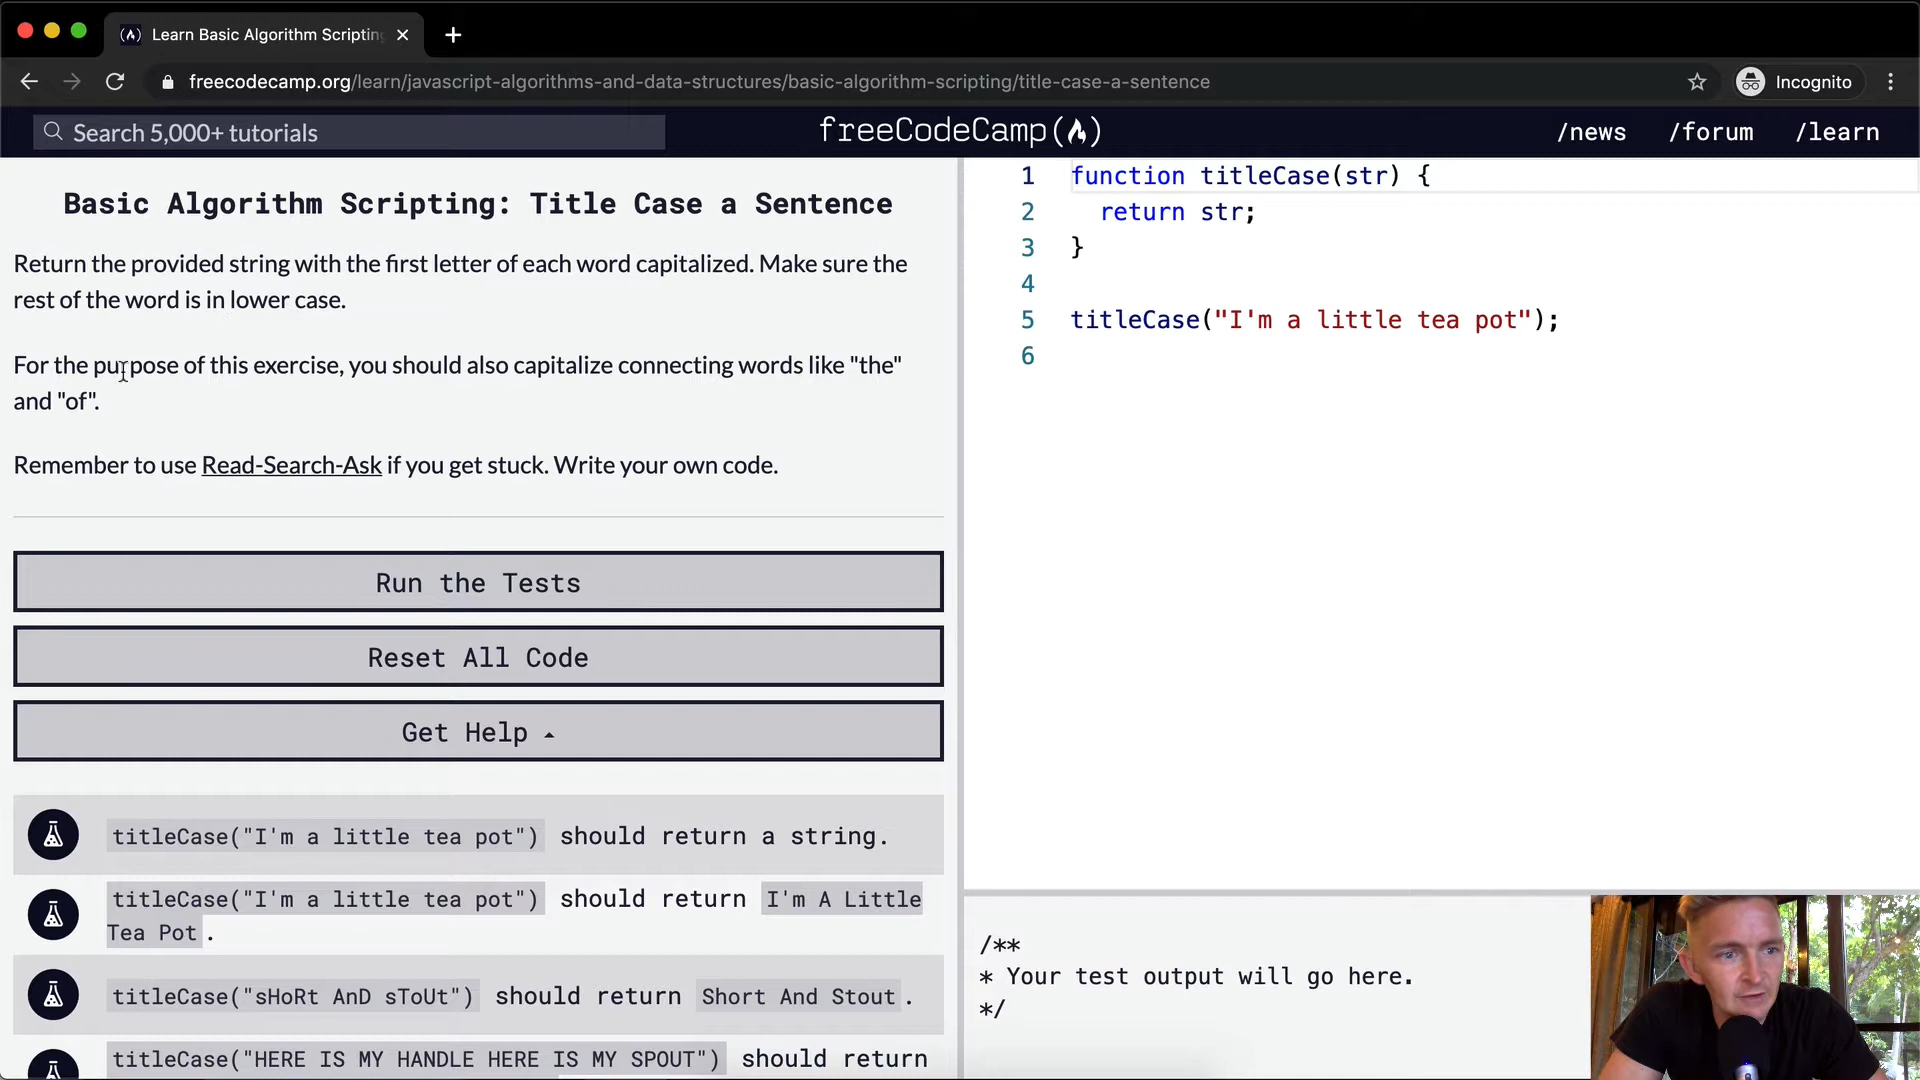 Learn Basic Algorithm Scripting
freecodecamp.org/learn/javascript-algorithms-and-data-structures/basic-algorithm-scripting/title-case-a-sentence
Incognito
Search 5,000+ tutorials
freeCodeCamp
/news /forum /learn
Basic Algorithm Scripting: Title Case a Sentence
Return the provided string with the first letter of each word capitalized. Make sure the
rest of the word is in lower case.
For the purpose of this exercise, you should also capitalize connecting words like "the"
and "of".
Remember to use Read-Search-Ask if you get stuck. Write your own code.
Run the Tests
Reset All Code
Get Help
titleCase("I'm a little tea pot") should return a string.
titleCase("I'm a little tea pot") should return I'm A Little
Tea Pot .
titleCase("sHoRt AnD sToUt") should return Short And Stout .
titleCase("HERE IS MY HANDLE HERE IS MY SPOUT") should return
1 function titleCase(str) {
2 return str;
3 }
4
5 titleCase("I'm a little tea pot");
6
/**
* Your test output will go here.
*/